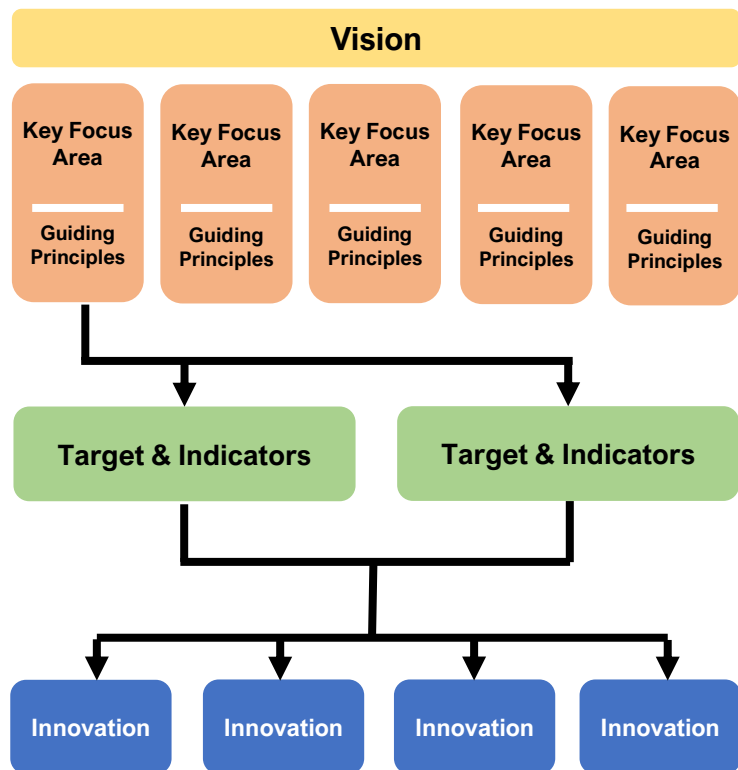 Vision
Key Focus
Area
Guiding
Principles
Key Focus
Area
Guiding
Principles
Key Focus
Area
Guiding
Principles
Key Focus
Area
Guiding
Principles
Key Focus
Area
Guiding
Principles
Target & Indicators
Target & Indicators
Innovation
Innovation
Innovation
Innovation